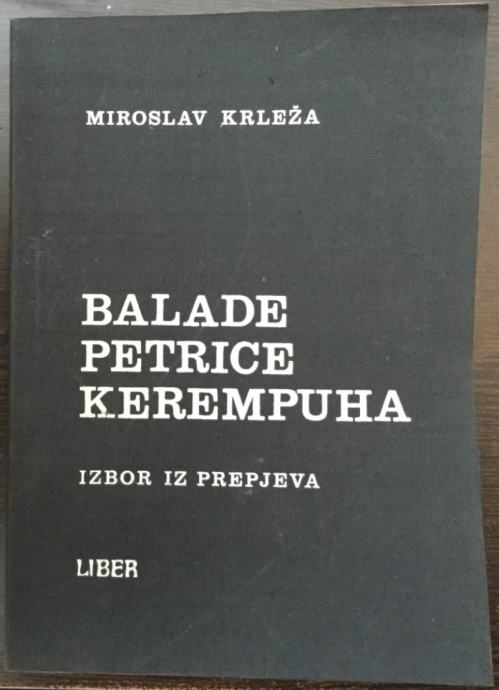 MIROSLAV KRLEŽA
BALADE
PETRICE
KEREMPUHA
IZBOR IZ PREPJEVA
LIBER